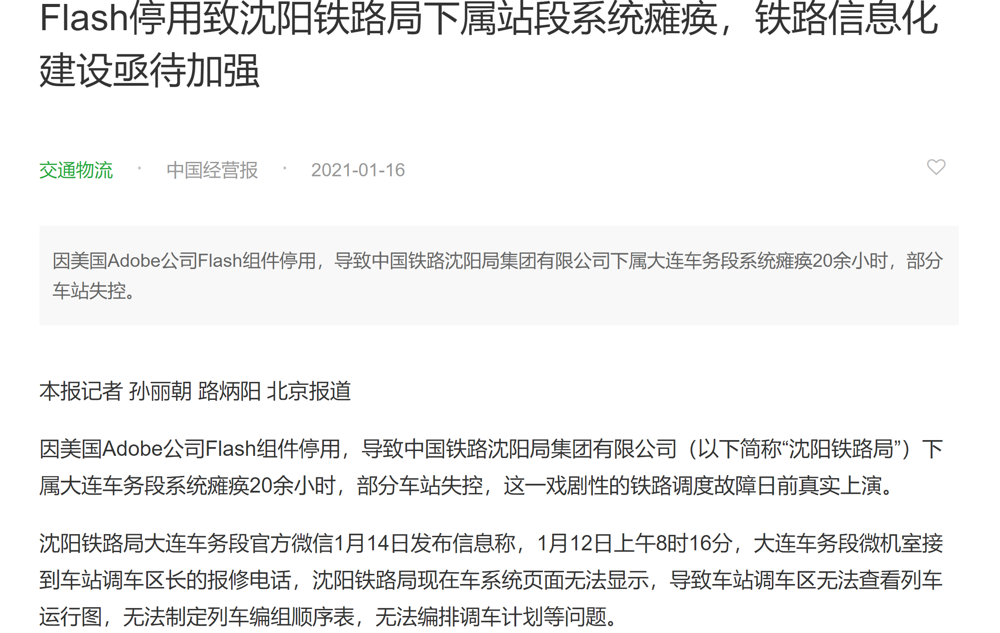 Flash停用致沈阳铁路局下属站段系统瘫痪，铁路信息化
建设亟待加强
交通物流 · 中国经营报 · 2021-01-16
因美国Adobe公司Flash组件停用，导致中国铁路沈阳局集团有限公司下属大连车务段系统瘫痪20余小时，部分
车站失控。
本报记者 孙丽朝 路炳阳 北京报道
因美国Adobe公司Flash组件停用，导致中国铁路沈阳局集团有限公司（以下简称“沈阳铁路局”）下
属大连车务段系统瘫痪20余小时，部分车站失控，这一戏剧性的铁路调度故障日前真实上演。
沈阳铁路局大连车务段官方微信1月14日发布信息称，1月12日上午8时16分，大连车务段微机室接
到车站调车区长的报修电话，沈阳铁路局现在车系统页面无法显示，导致车站调车区无法查看列车
运行图，无法制定列车编组顺序表，无法编排调车计划等问题。